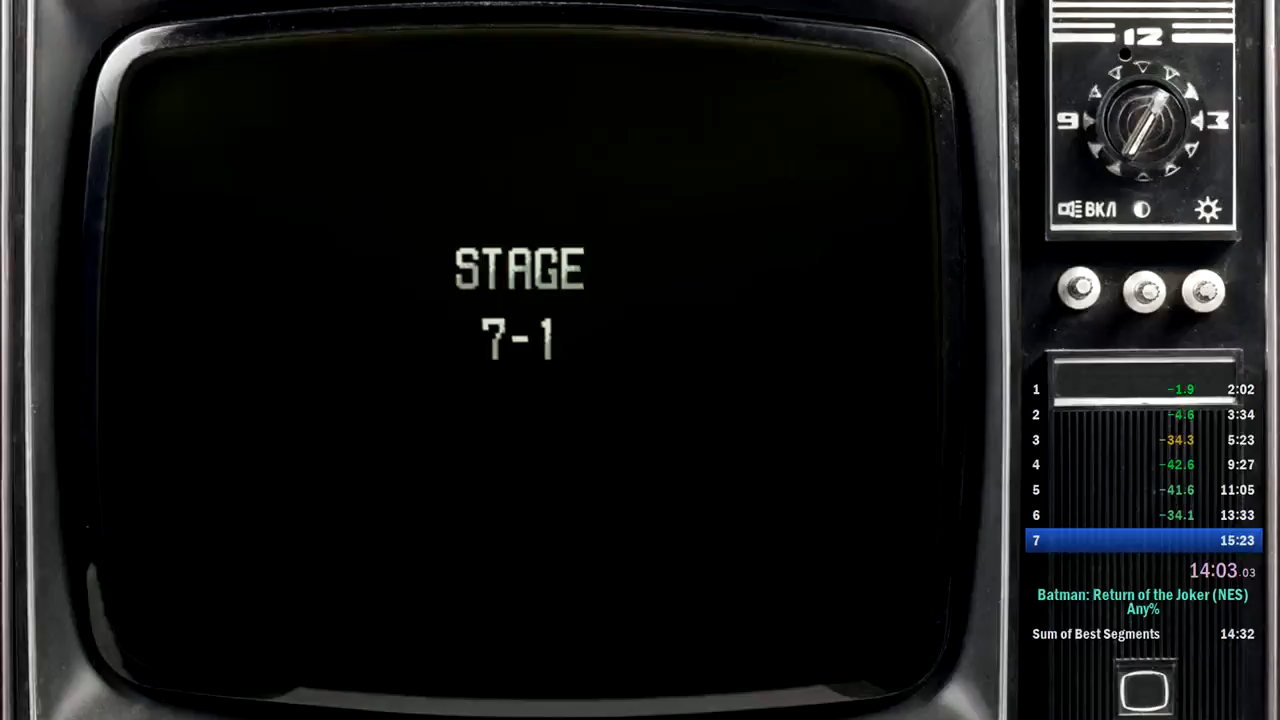 12
9
3
ВКЛ
STAGE
7-1
1 -1.9 2:02
2 -4.6 3:34
3 -34.3 5:23
4 -42.6 9:27
5 -41.6 11:05
6 -34.1 13:33
7 15:23
14:03.03
Batman: Return of the Joker (NES)
Any%
Sum of Best Segments 14:32